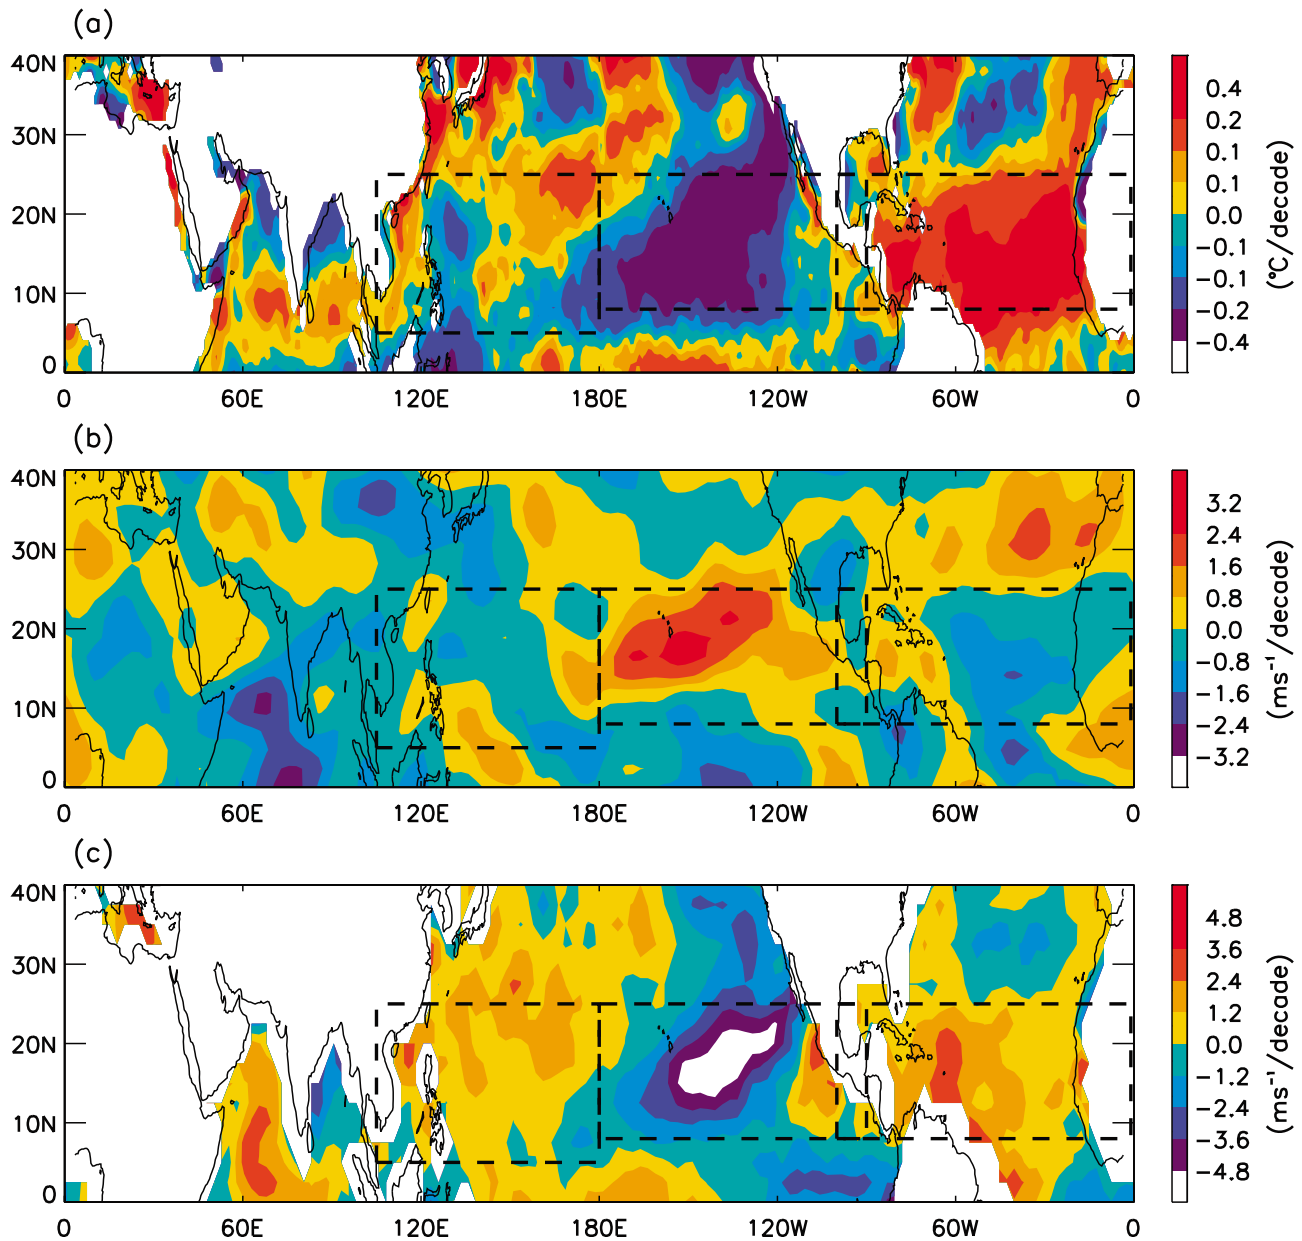 (a)
40N
30N
20N
10N
0
0 60E 120E 180E 120W 60W 0
0.4
0.2
0.1
0.1
0.0
−0.1
−0.1
−0.2
−0.4
(°C/decade)
(b)
40N
30N
20N
10N
0
0 60E 120E 180E 120W 60W 0
3.2
2.4
1.6
0.8
0.0
−0.8
−1.6
−2.4
−3.2
(ms⁻¹/decade)
(c)
40N
30N
20N
10N
0
0 60E 120E 180E 120W 60W 0
4.8
3.6
2.4
1.2
0.0
−1.2
−2.4
−3.6
−4.8
(ms⁻¹/decade)